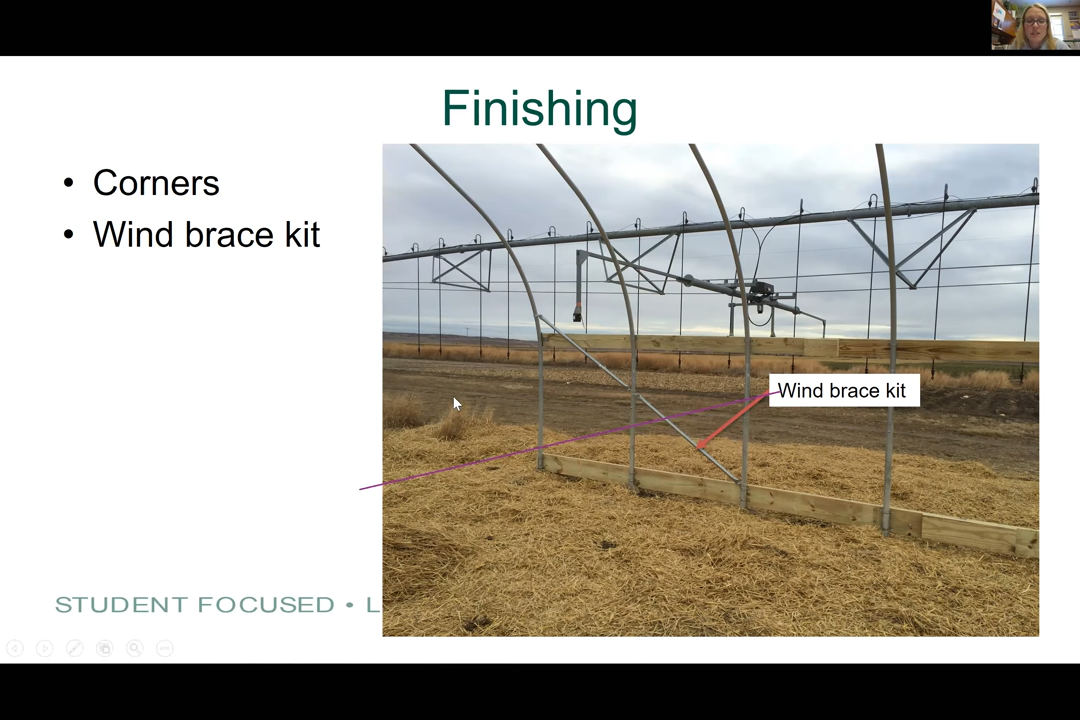 Finishing
• Corners
• Wind brace kit
Wind brace kit
STUDENT FOCUSED • L